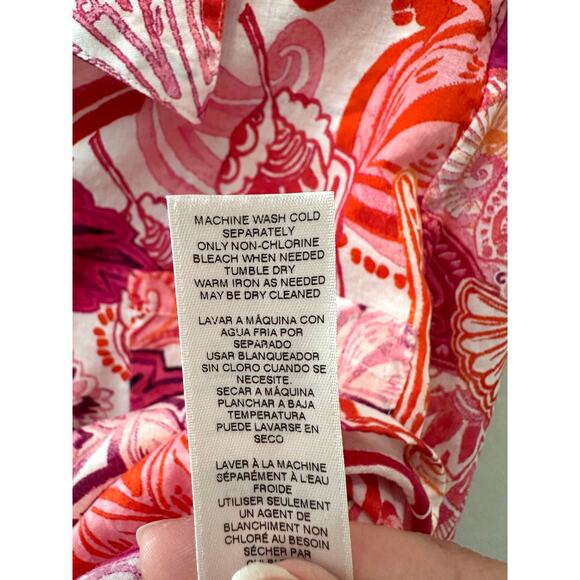 MACHINE WASH COLD
SEPARATELY
ONLY NON-CHLORINE
BLEACH WHEN NEEDED
TUMBLE DRY
WARM IRON AS NEEDED
MAY BE DRY CLEANED
LAVAR A MÁQUINA CON
AGUA FRIA POR
SEPARADO
USAR BLANQUEADOR
SIN CLORO CUANDO SE
NECESITE.
SECAR A MÁQUINA
PLANCHAR A BAJA
TEMPERATURA
PUEDE LAVARSE EN
SECO
LAVER À LA MACHINE
SÉPARÉMENT À L'EAU
FROIDE
UTILISER SEULEMENT
UN AGENT DE
BLANCHIMENT NON
CHLORÉ AU BESOIN
SÉCHER PAR